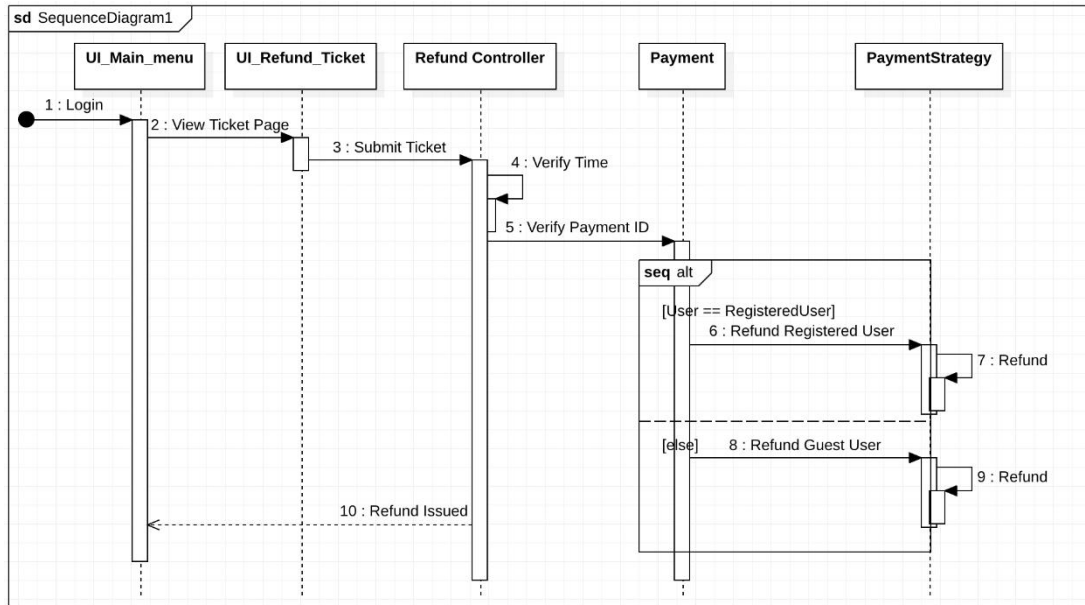 sd SequenceDiagram1
UI_Main_menu
UI_Refund_Ticket
Refund Controller
Payment
PaymentStrategy
1 : Login
2 : View Ticket Page
3 : Submit Ticket
4 : Verify Time
5 : Verify Payment ID
seq alt
[User == RegisteredUser]
6 : Refund Registered User
7 : Refund
[else]
8 : Refund Guest User
9 : Refund
10 : Refund Issued